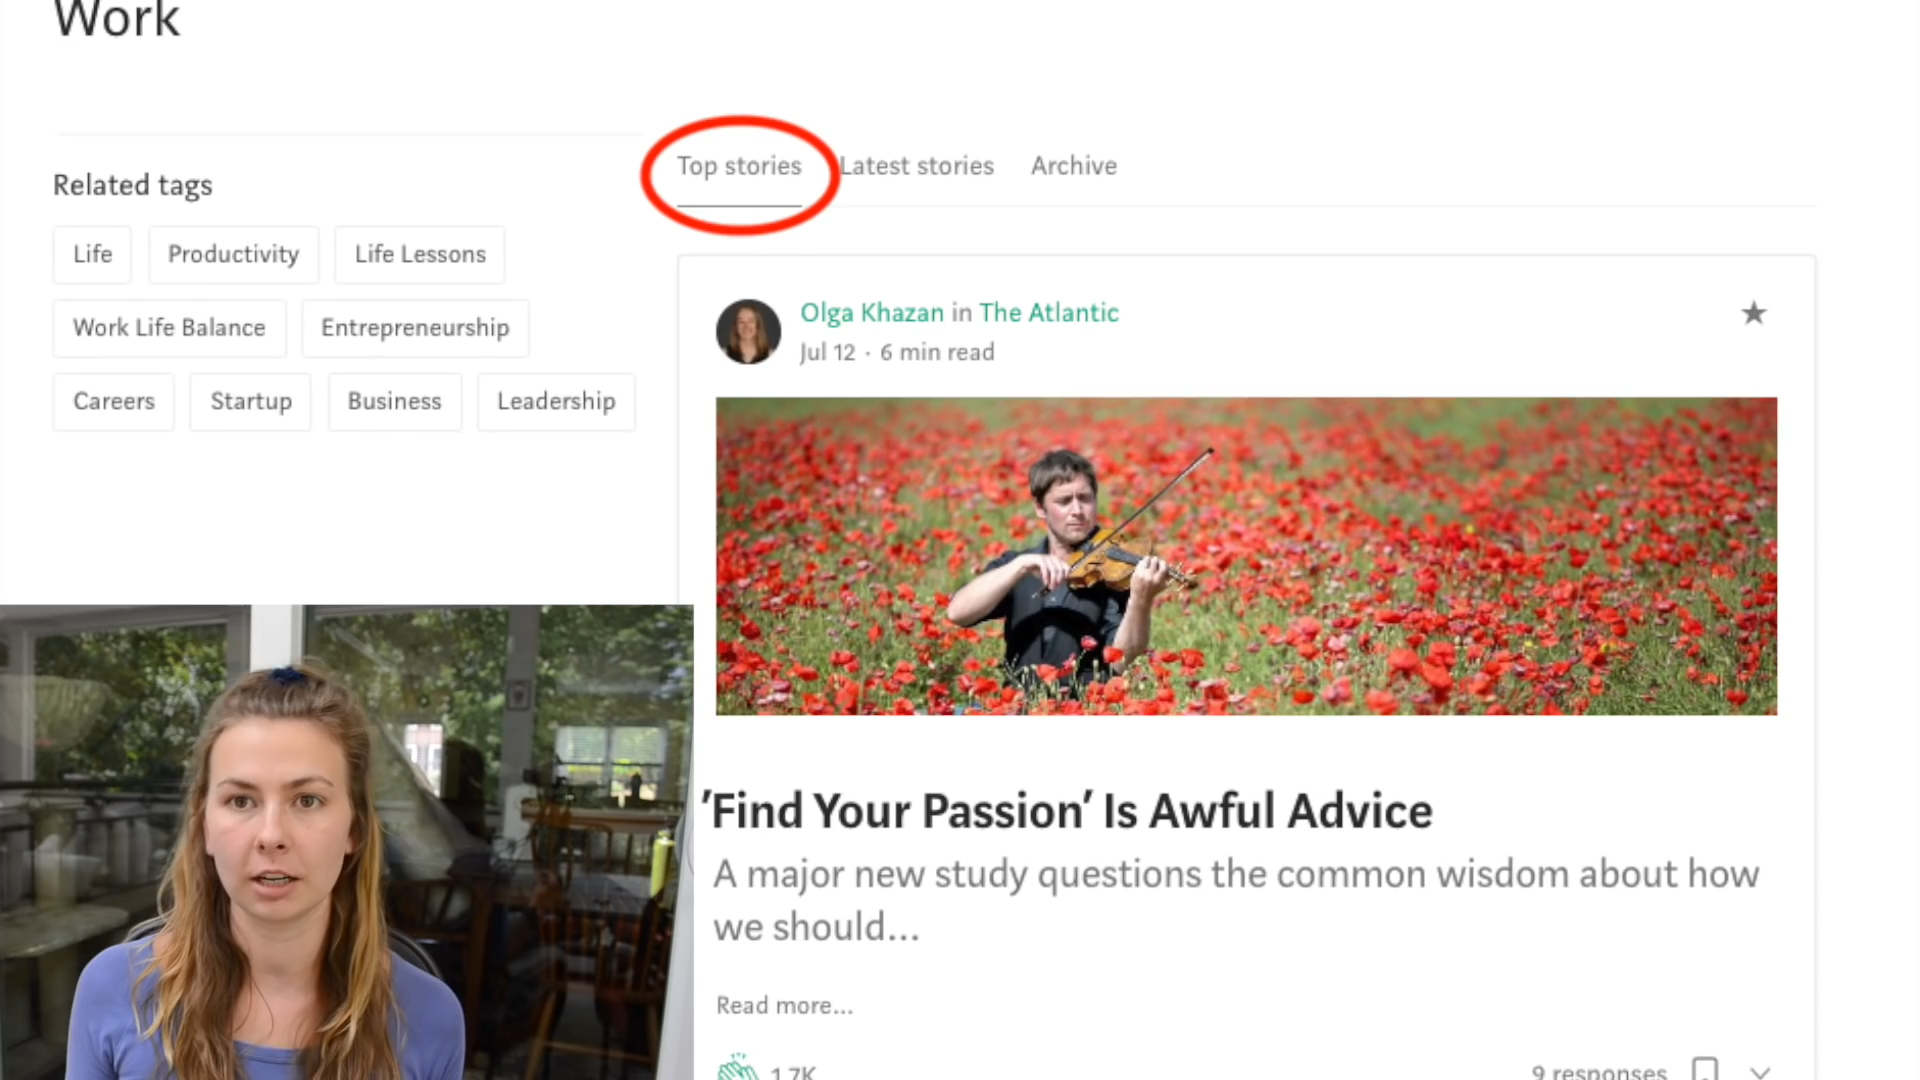 Work
Related tags
Life Productivity Life Lessons
Work Life Balance Entrepreneurship
Careers Startup Business Leadership
Top stories Latest stories Archive
Olga Khazan in The Atlantic
Jul 12 · 6 min read
'Find Your Passion' Is Awful Advice
A major new study questions the common wisdom about how
we should...
Read more...
1.7K
9 responses